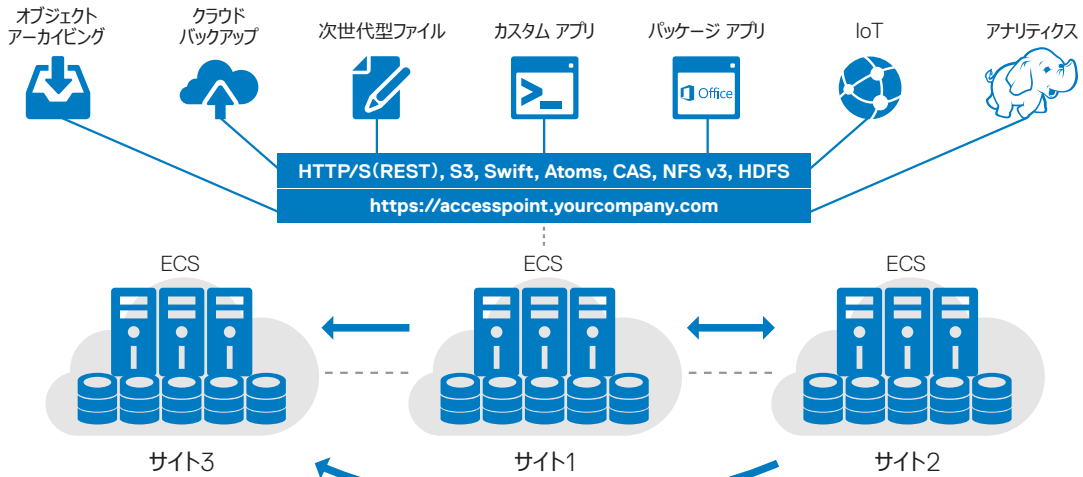 オブジェクト
アーカイビング
クラウド
バックアップ
次世代型ファイル
カスタム アプリ
パッケージ アプリ
IoT
アナリティクス
>_
Office
HTTP/S(REST), S3, Swift, Atoms, CAS, NFS v3, HDFS
https://accesspoint.yourcompany.com
ECS
ECS
ECS
サイト3
サイト1
サイト2